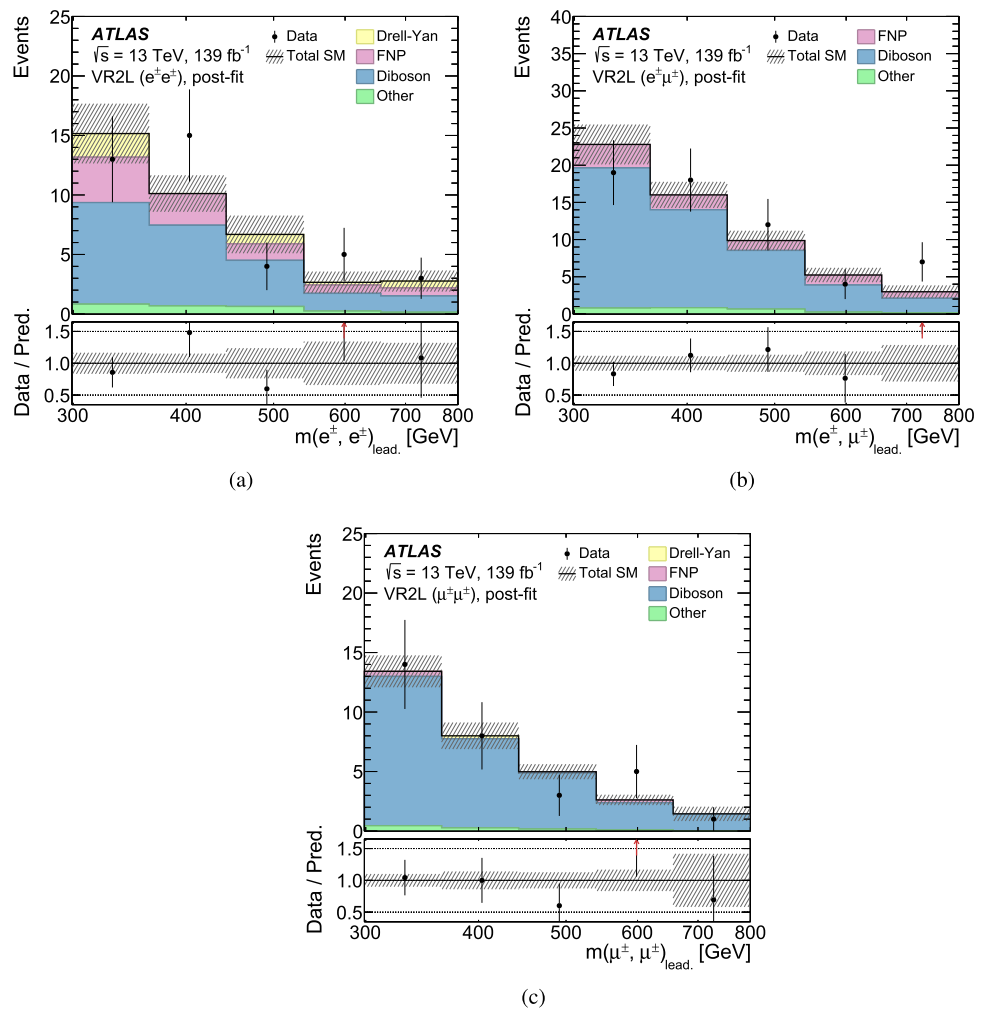 Events
25
20
15
10
5
0
ATLAS
√s = 13 TeV, 139 fb⁻¹
VR2L (e±e±), post-fit
Data
Total SM
Drell-Yan
FNP
Diboson
Other
Data / Pred.
1.5
1.0
0.5
300 400 500 600 700 800
m(e±, e±)lead. [GeV]
(a)
Events
40
35
30
25
20
15
10
5
0
ATLAS
√s = 13 TeV, 139 fb⁻¹
VR2L (e±μ±), post-fit
Data
Total SM
FNP
Diboson
Other
Data / Pred.
1.5
1.0
0.5
300 400 500 600 700 800
m(e±, μ±)lead. [GeV]
(b)
Events
25
20
15
10
5
0
ATLAS
√s = 13 TeV, 139 fb⁻¹
VR2L (μ±μ±), post-fit
Data
Total SM
Drell-Yan
FNP
Diboson
Other
Data / Pred.
1.5
1.0
0.5
300 400 500 600 700 800
m(μ±, μ±)lead. [GeV]
(c)